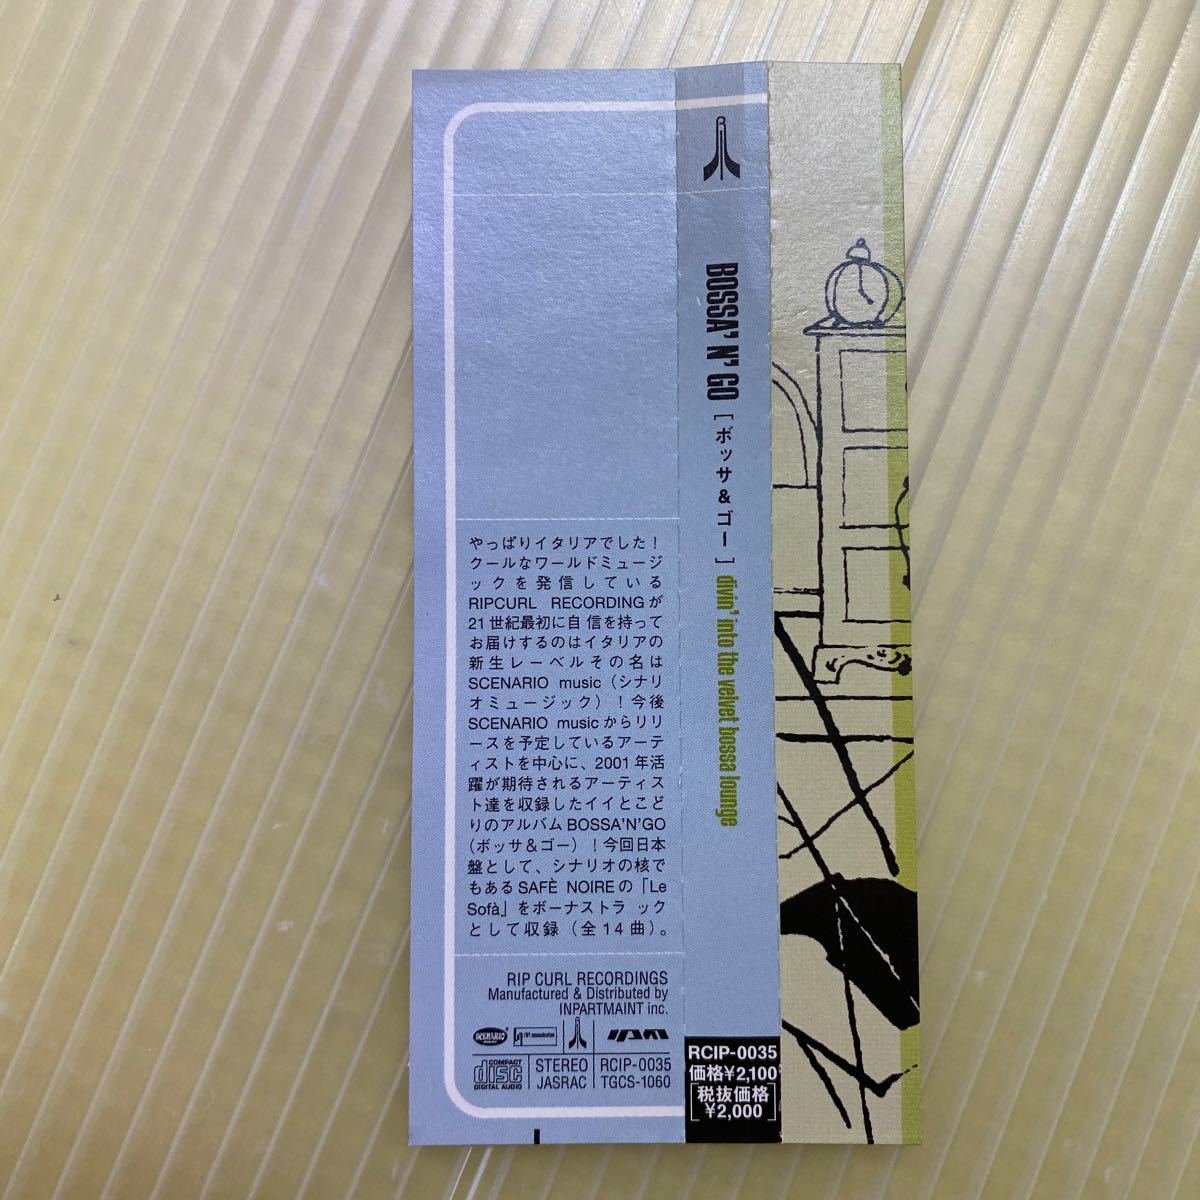 やっぱりイタリアでした！
クールなワールドミュージ
ックを発信している
RIPCURL RECORDINGが
21世紀最初に自信を持って
お届けするのはイタリアの
新生レーベルその名は
SCENARIO music（シナリ
オミュージック）！今後
SCENARIO musicからリリ
ースを予定しているアーテ
ィストを中心に、2001年活
躍が期待されるアーティス
ト達を収録したイイとこど
りのアルバムBOSSA'N'GO
（ボッサ＆ゴー）！今回日本
盤として、シナリオの核で
もあるSAFÈ NOIREの「Le
Sofà」をボーナストラックとし
として収録（全14曲）。
RIP CURL RECORDINGS
Manufactured & Distributed by
INPARTMAINT inc.
SCENARIO
IPM
COMPACT
disc
DIGITAL AUDIO
STEREO
JASRAC
RCIP-0035
TGCS-1060
BOSSA' N' GO［ボッサ＆ゴー］divin' into the velvet bossa lounge
RCIP-0035
価格¥2,100
［税抜価格
¥2,000］